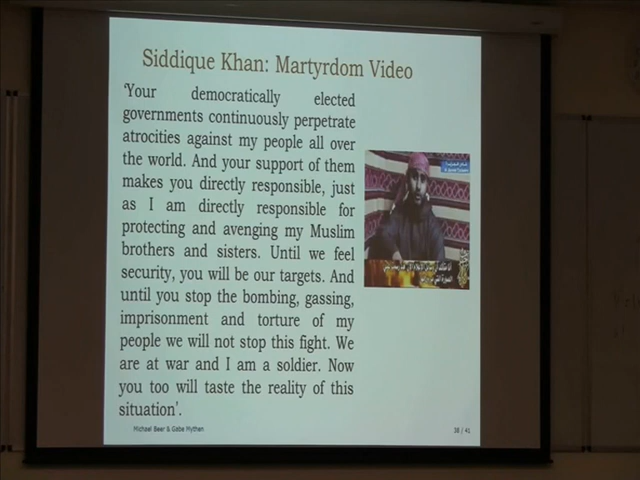 Siddique Khan: Martyrdom Video
'Your democratically elected
governments continuously perpetrate
atrocities against my people all over
the world. And your support of them
makes you directly responsible, just
as I am directly responsible for
protecting and avenging my Muslim
brothers and sisters. Until we feel
security, you will be our targets. And
until you stop the bombing, gassing,
imprisonment and torture of my
people we will not stop this fight. We
are at war and I am a soldier. Now
you too will taste the reality of this
situation'.
Michael Beer & Gabe Mythen
38 / 41